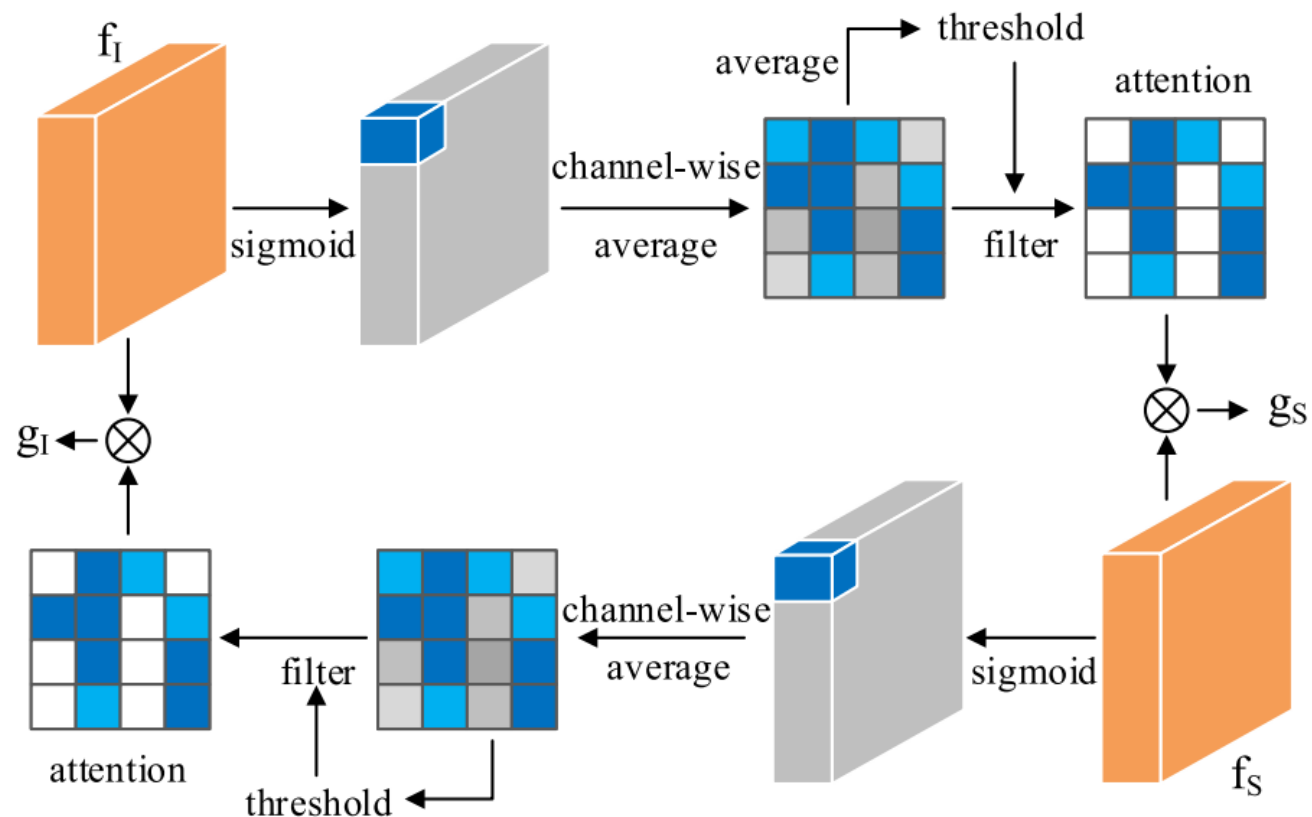 f_I
sigmoid
channel-wise
average
average
threshold
filter
attention
g_I
g_S
attention
filter
threshold
channel-wise
average
sigmoid
f_S